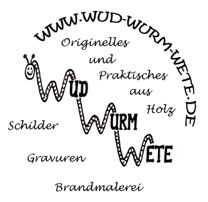 WWW.WUD-WURM-WETE.DE
Originelles
und
Praktisches
aus
Holz
WUD
WURM
WETE
Schilder
Gravuren
Brandmalerei